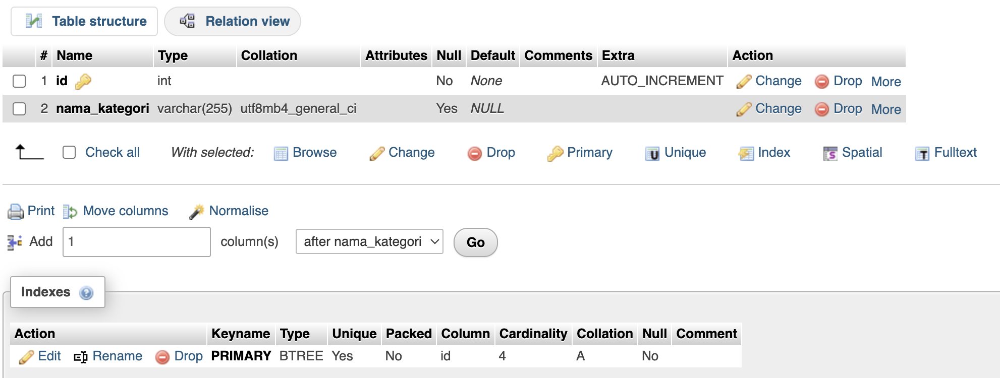 Table structure Relation view
# Name Type Collation Attributes Null Default Comments Extra Action
1 id int No None AUTO_INCREMENT Change Drop More
2 nama_kategori varchar(255) utf8mb4_general_ci Yes NULL Change Drop More
Check all With selected: Browse Change Drop Primary Unique Index Spatial Fulltext
Print Move columns Normalise
Add 1 column(s) after nama_kategori Go
Indexes
Action Keyname Type Unique Packed Column Cardinality Collation Null Comment
Edit Rename Drop PRIMARY BTREE Yes No id 4 A No